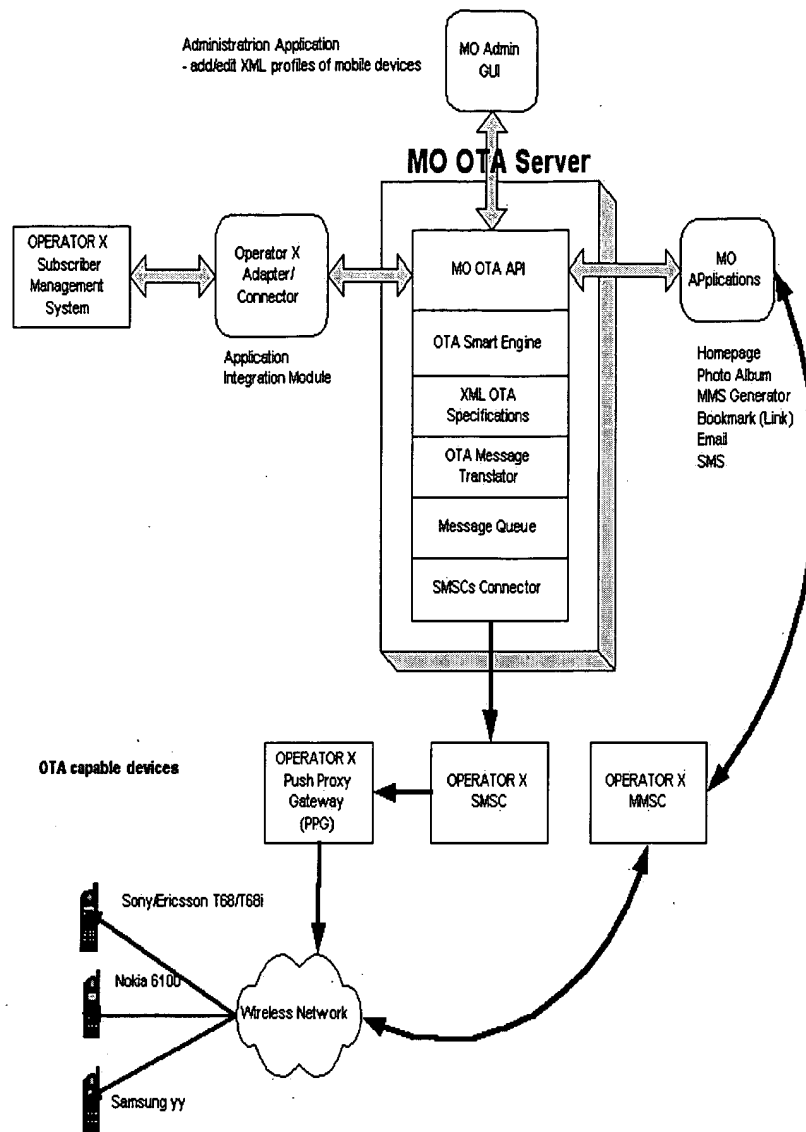 Administratrion Application
- add/edit XML profiles of mobile devices
MO Admin
GUI
MO OTA Server
OPERATOR X
Subscriber
Management
System
Operator X
Adapter/
Connector
Application
Integration Module
MO OTA API
OTA Smart Engine
XML OTA
Specifications
OTA Message
Translator
Message Queue
SMSCs Connector
MO
APplications
Homepage
Photo Album
MMS Generator
Bookmark (Link)
Email
SMS
OTA capable devices
OPERATOR X
Push Proxy
Gateway
(PPG)
OPERATOR X
SMSC
OPERATOR X
MMSC
Sony/Ericsson T68/T68i
Nokia 6100
Samsung yy
Wireless Network